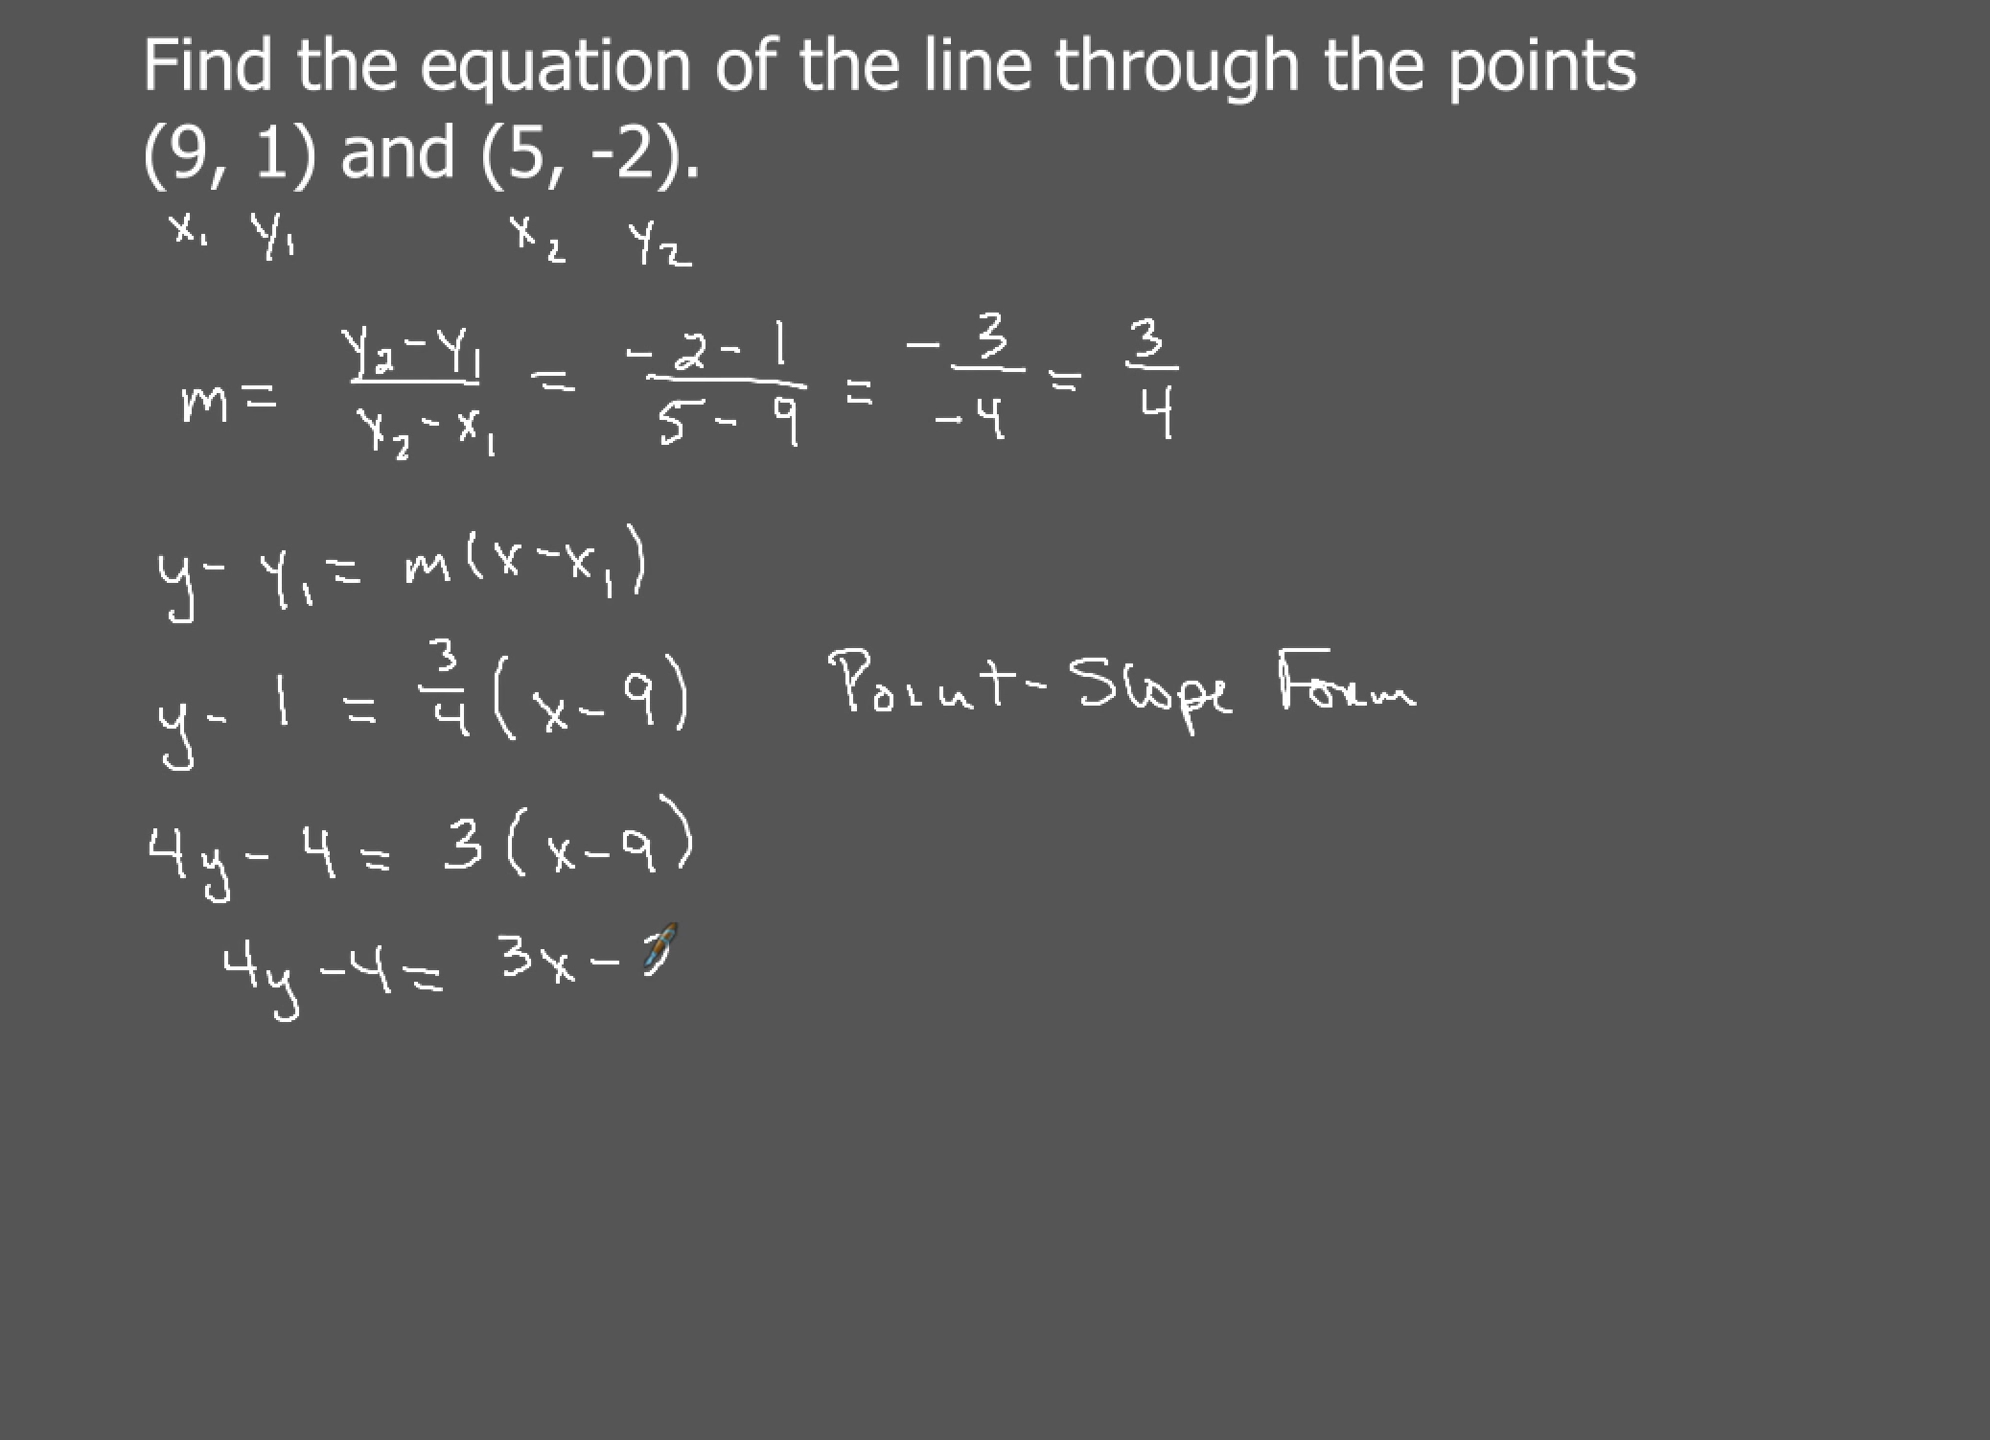 Find the equation of the line through the points
(9, 1) and (5, -2).
x₁ y₁ x₂ y₂
m = (y₂ - y₁)/(x₂ - x₁) = (-2 - 1)/(5 - 9) = -3/-4 = 3/4
y - y₁ = m(x - x₁)
y - 1 = 3/4 (x - 9) Point-Slope Form
4y - 4 = 3(x - 9)
4y - 4 = 3x -